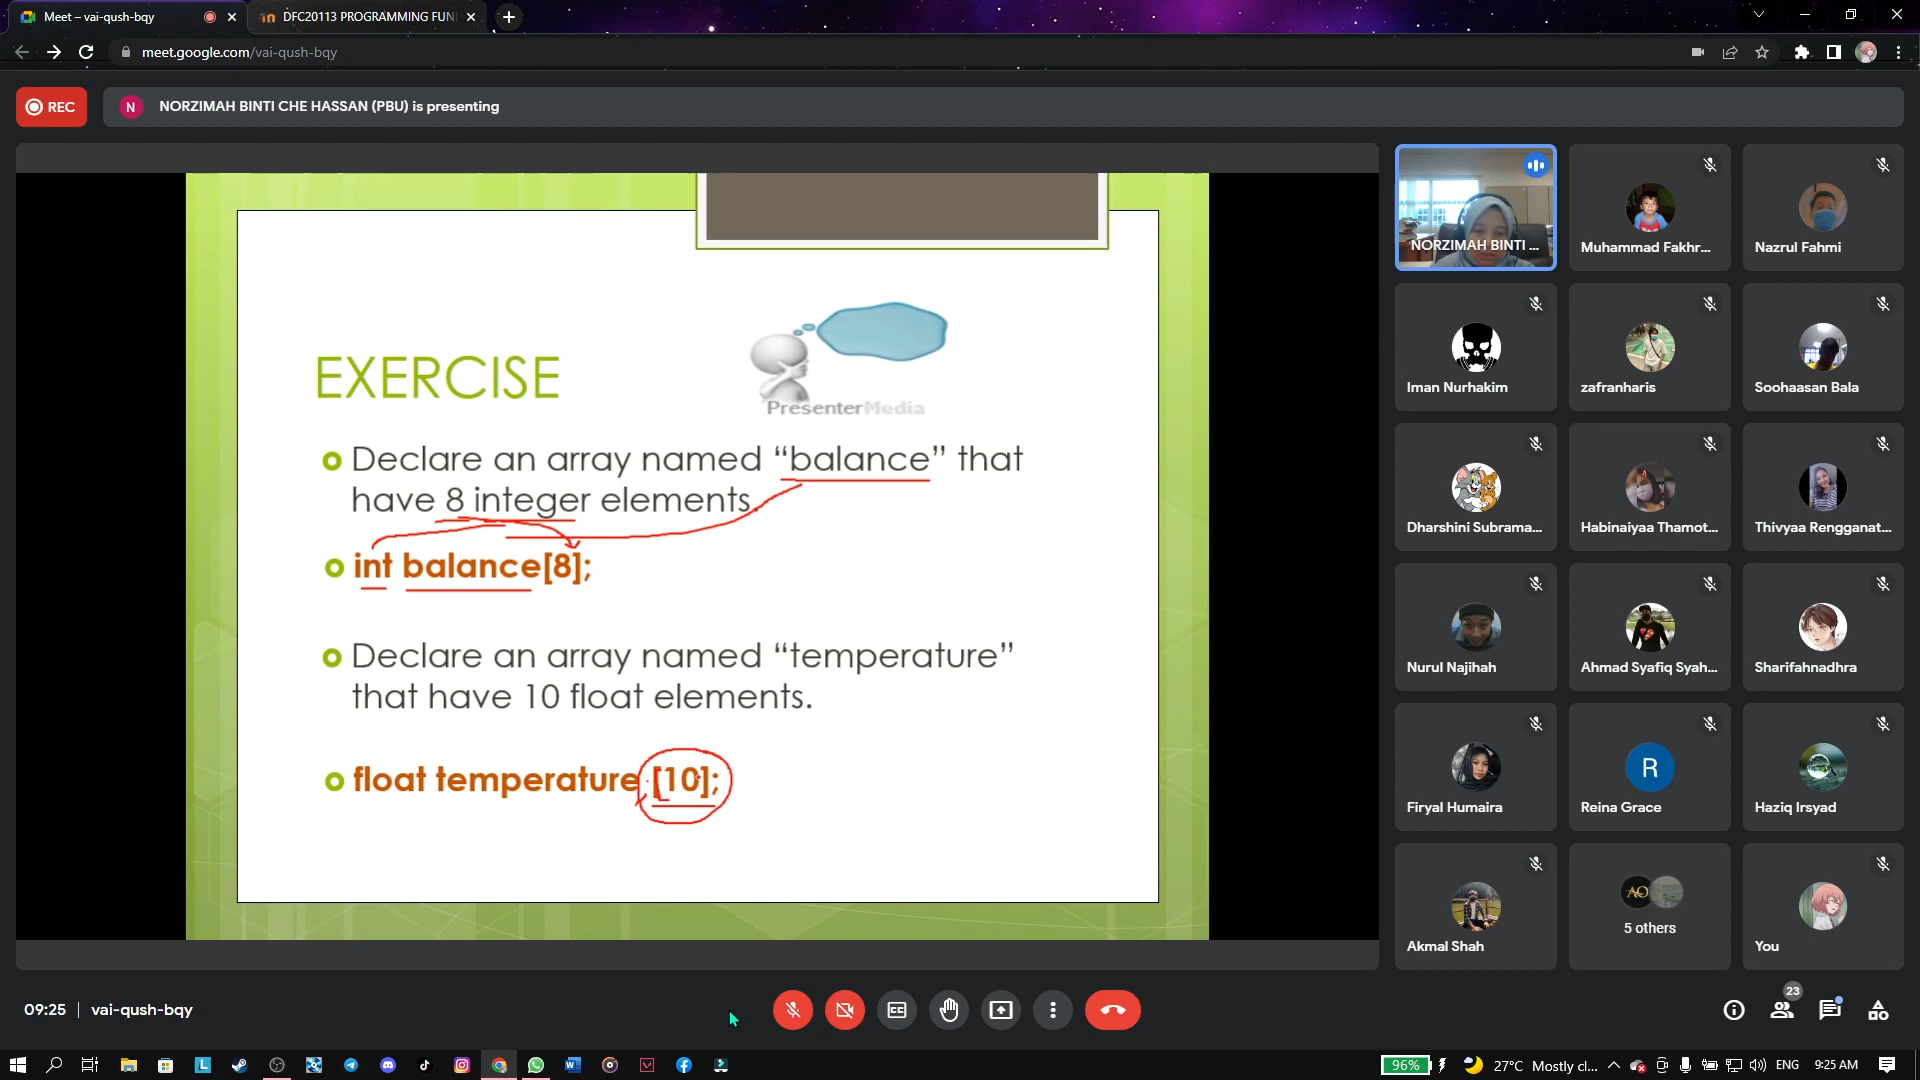 Meet – vai-qush-bqy
DFC20113 PROGRAMMING FUN
meet.google.com/vai-qush-bqy
REC
N
NORZIMAH BINTI CHE HASSAN (PBU) is presenting
EXERCISE
PresenterMedia
Declare an array named “balance” that
have 8 integer elements.
int balance[8];
Declare an array named “temperature”
that have 10 float elements.
float temperature [10];
NORZIMAH BINTI ...
Muhammad Fakhr...
Nazrul Fahmi
Iman Nurhakim
zafranharis
Soohaasan Bala
Dharshini Subrama...
Habinaiyaa Thamot...
Thivyaa Rengganat...
Nurul Najihah
Ahmad Syafiq Syah...
Sharifahnadhra
Firyal Humaira
R
Reina Grace
Haziq Irsyad
Akmal Shah
AO
5 others
You
09:25 | vai-qush-bqy
23
96%
27°C Mostly cl...
ENG
9:25 AM